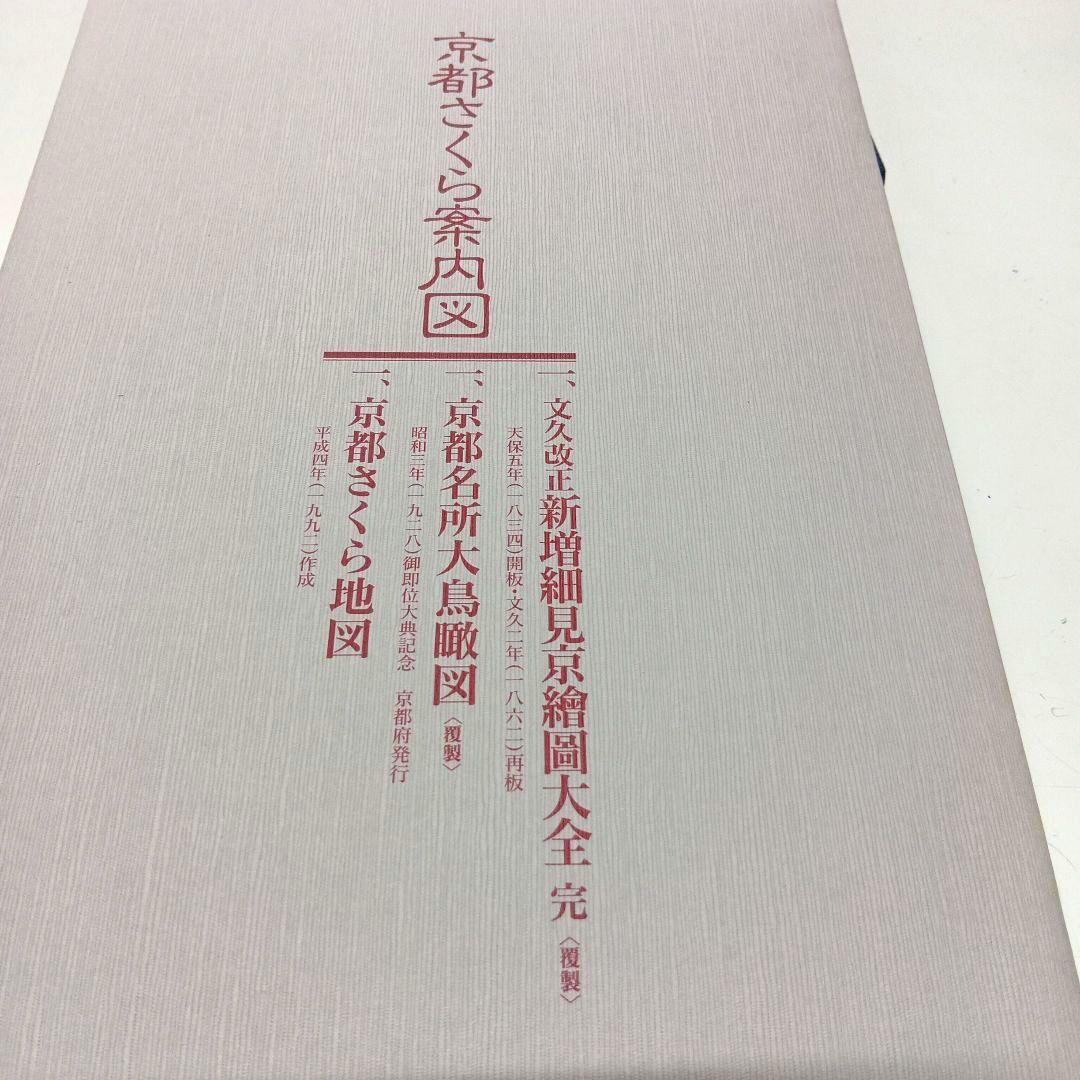 京都さくら案内図
一、文久改正新増細見京繪圖大全 完〈覆製〉
天保五年(一八三四)開板・文久二年(一八六二)再板
一、京都名所大鳥瞰図〈覆製〉
昭和三年(一九二八)御即位大典記念 京都府発行
一、京都さくら地図
平成四年(一九九二)作成